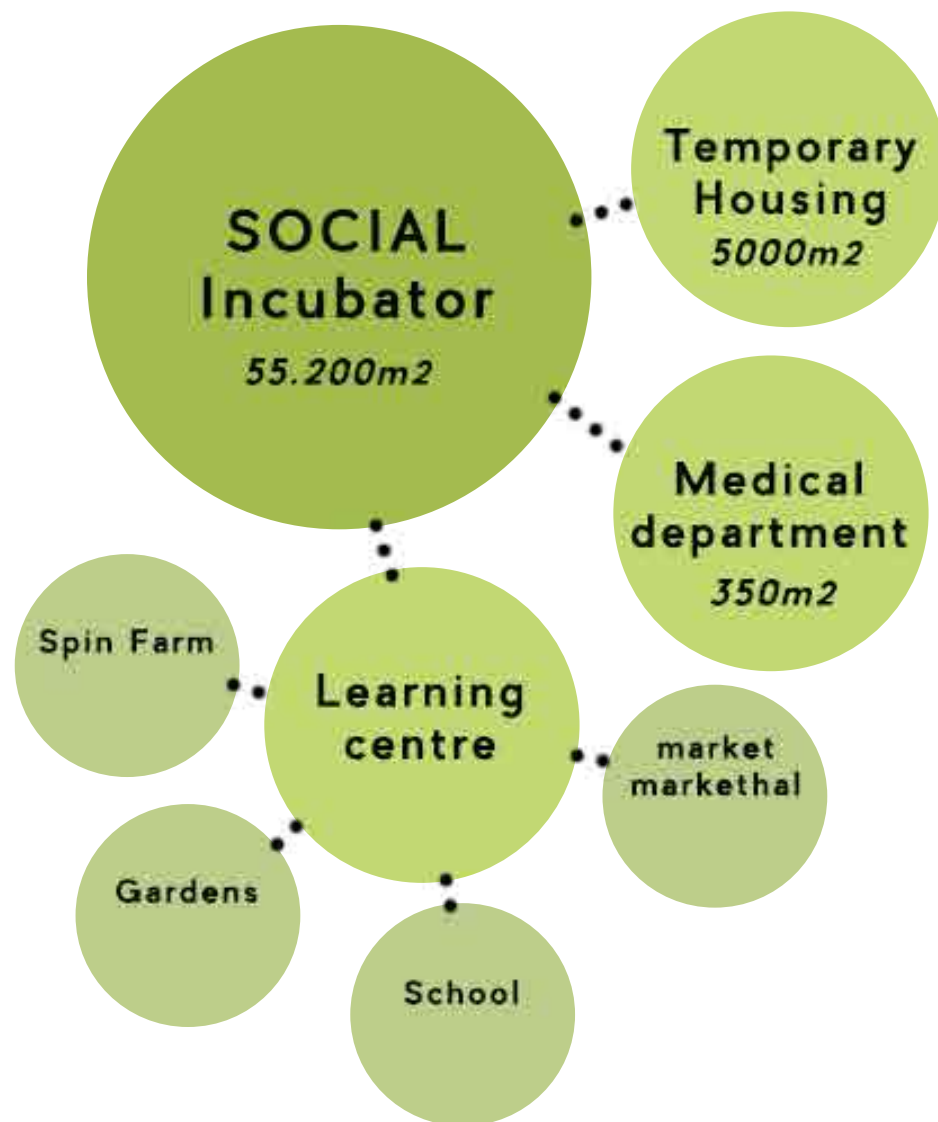 SOCIAL
Incubator
55.200m2
Temporary
Housing
5000m2
Medical
department
350m2
Learning
centre
Spin Farm
market
markethal
Gardens
School